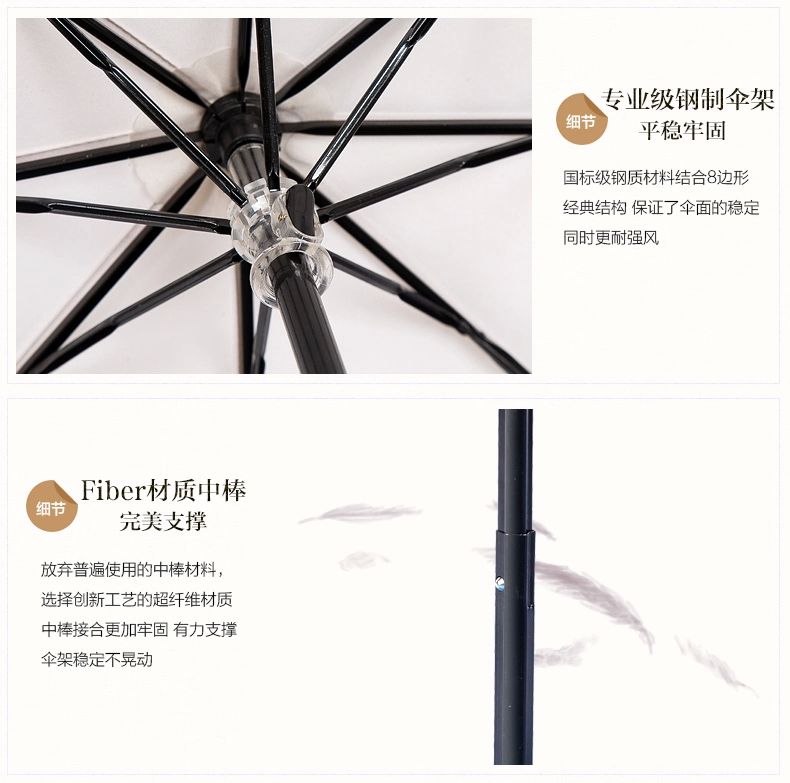 细节
专业级钢制伞架
平稳牢固
国标级钢质材料结合8边形
经典结构 保证了伞面的稳定
同时更耐强风
细节
Fiber材质中棒
完美支撑
放弃普遍使用的中棒材料，
选择创新工艺的超纤维材质
中棒接合更加牢固 有力支撑
伞架稳定不晃动